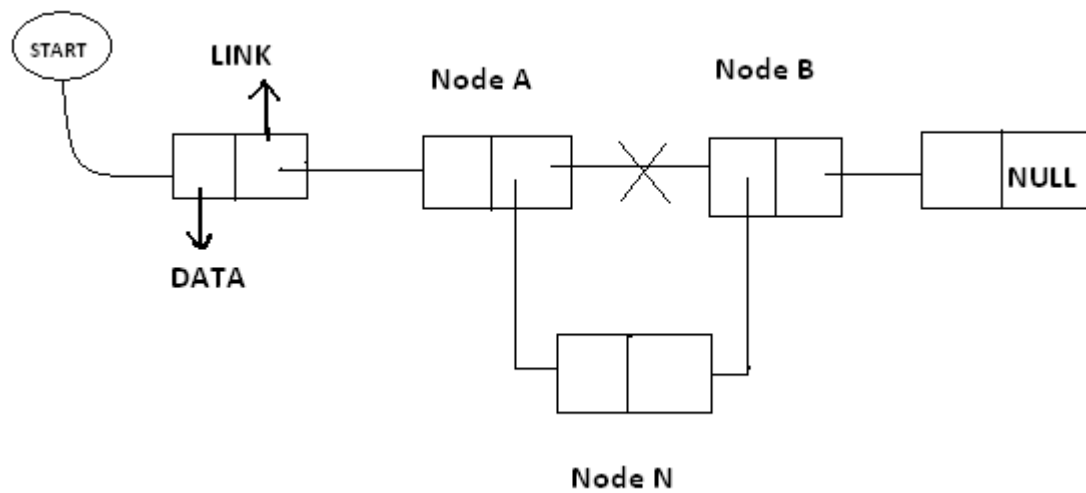 START
LINK
Node A
Node B
NULL
DATA
Node N